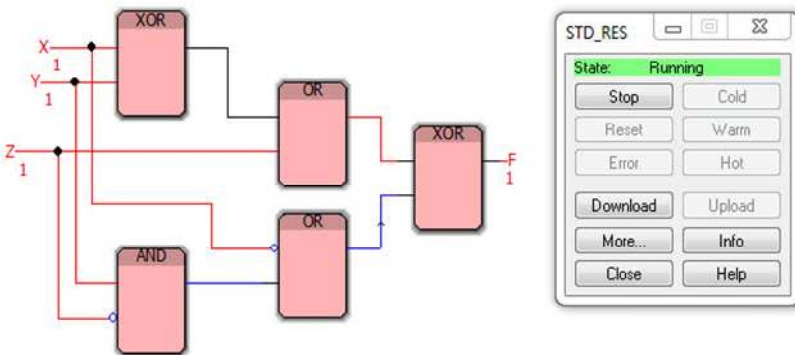 XOR
X
1
Y
1
OR
XOR
Z
1
F
1
OR
AND
STD_RES
State: Running
Stop Cold
Reset Warm
Error Hot
Download Upload
More... Info
Close Help